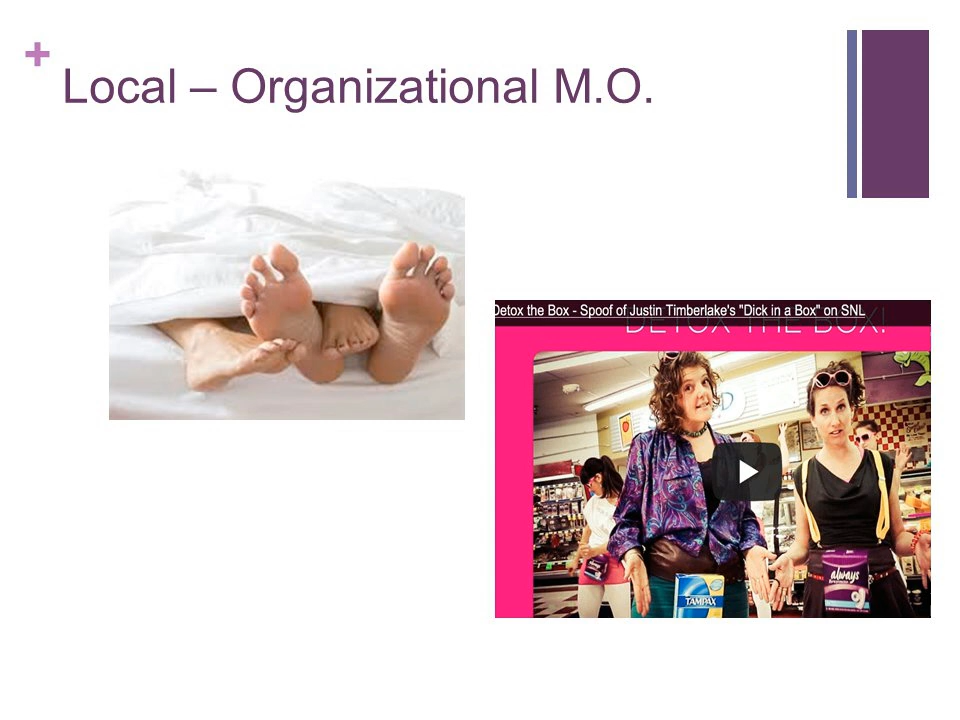 +
Local – Organizational M.O.
Detox the Box - Spoof of Justin Timberlake's "Dick in a Box" on SNL
DETOX THE BOX!
always
TAMPAX